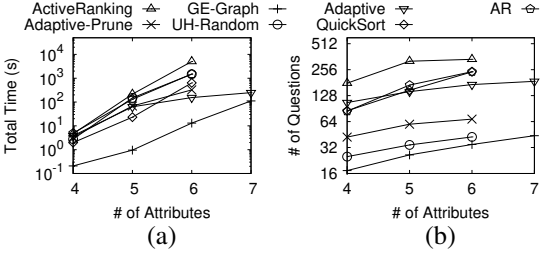 ActiveRanking GE-Graph Adaptive AR
Adaptive-Prune UH-Random QuickSort
Total Time (s)
10^5
10^4
10^3
10^2
10^1
10^0
10^-1
4 5 6 7
# of Attributes
(a)
# of Questions
512
256
128
64
32
16
4 5 6 7
# of Attributes
(b)